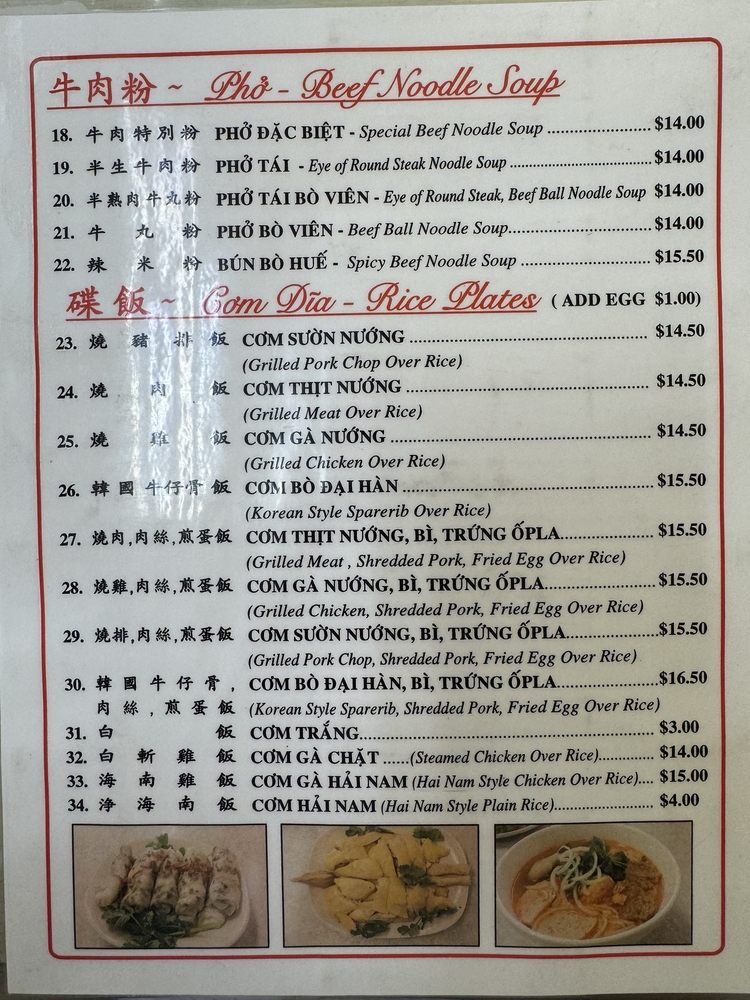 牛肉粉 ~ Phở - Beef Noodle Soup
18. 牛肉特別粉 PHỞ ĐẶC BIỆT - Special Beef Noodle Soup ....................... $14.00
19. 半生牛肉粉 PHỞ TÁI - Eye of Round Steak Noodle Soup ............................... $14.00
20. 半熟肉牛丸粉 PHỞ TÁI BÒ VIÊN - Eye of Round Steak, Beef Ball Noodle Soup $14.00
21. 牛丸粉 PHỞ BÒ VIÊN - Beef Ball Noodle Soup............................... $14.00
22. 辣米粉 BÚN BÒ HUẾ - Spicy Beef Noodle Soup ............................. $15.50
碟飯 ~ Cơm Dĩa - Rice Plates ( ADD EGG $1.00)
23. 燒豬排飯 CƠM SƯỜN NƯỚNG ...................................................... $14.50
(Grilled Pork Chop Over Rice)
24. 燒肉飯 CƠM THỊT NƯỚNG ....................................................... $14.50
(Grilled Meat Over Rice)
25. 燒雞飯 CƠM GÀ NƯỚNG .......................................................... $14.50
(Grilled Chicken Over Rice)
26. 韓國牛仔骨飯 CƠM BÒ ĐẠI HÀN ........................................................ $15.50
(Korean Style Sparerib Over Rice)
27. 燒肉,肉絲,煎蛋飯 CƠM THỊT NƯỚNG, BÌ, TRỨNG ỐPLA..................... $15.50
(Grilled Meat , Shredded Pork, Fried Egg Over Rice)
28. 燒雞,肉絲,煎蛋飯 CƠM GÀ NƯỚNG, BÌ, TRỨNG ỐPLA......................... $15.50
(Grilled Chicken, Shredded Pork, Fried Egg Over Rice)
29. 燒排,肉絲,煎蛋飯 CƠM SƯỜN NƯỚNG, BÌ, TRỨNG ỐPLA.....................$15.50
(Grilled Pork Chop, Shredded Pork, Fried Egg Over Rice)
30. 韓國牛仔骨, CƠM BÒ ĐẠI HÀN, BÌ, TRỨNG ỐPLA.......................$16.50
肉絲,煎蛋飯 (Korean Style Sparerib, Shredded Pork, Fried Egg Over Rice)
31. 白飯 CƠM TRẮNG.................................................................. $3.00
32. 白斬雞飯 CƠM GÀ CHẶT ......(Steamed Chicken Over Rice)............. $14.00
33. 海南雞飯 CƠM GÀ HẢI NAM (Hai Nam Style Chicken Over Rice).... $15.00
34. 淨海南飯 CƠM HẢI NAM (Hai Nam Style Plain Rice)....................... $4.00